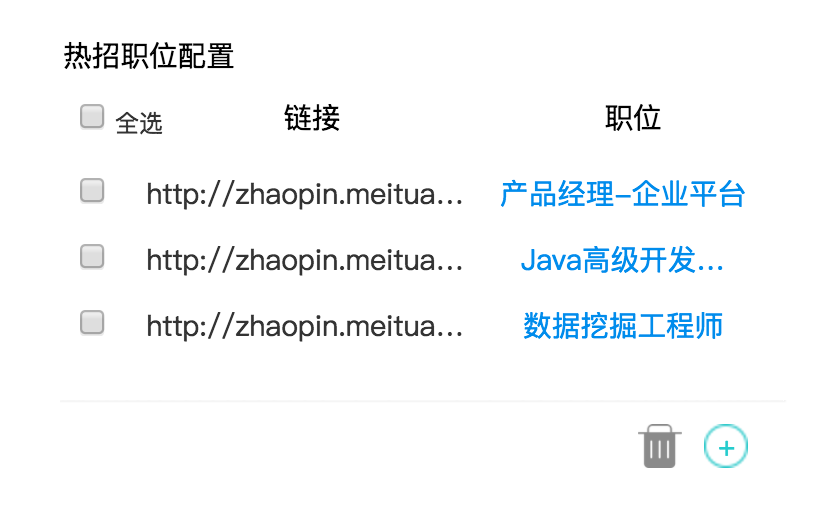 热招职位配置
全选 链接 职位
http://zhaopin.meitua... 产品经理–企业平台
http://zhaopin.meitua... Java高级开发...
http://zhaopin.meitua... 数据挖掘工程师